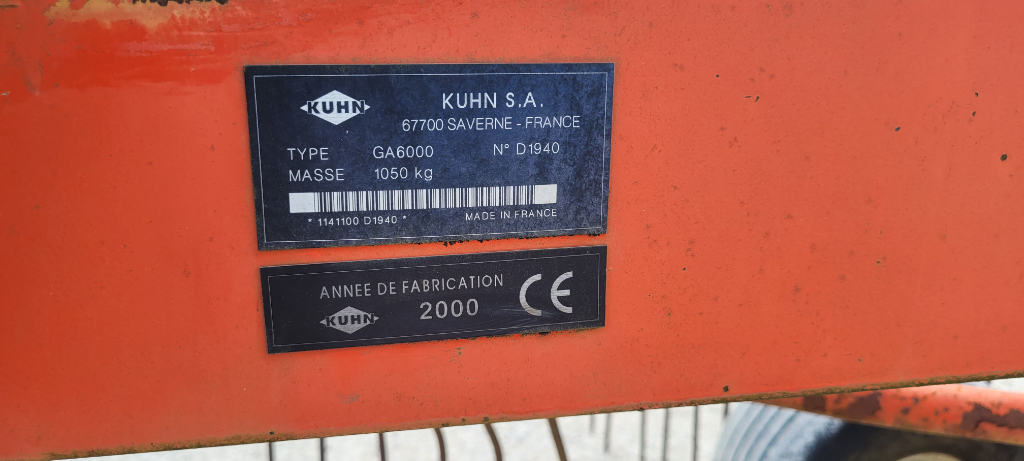 KUHN
KUHN S.A.
67700 SAVERNE - FRANCE
TYPE GA6000 N° D1940
MASSE 1050 kg
* 1141100 D1940 *
MADE IN FRANCE
ANNEE DE FABRICATION
KUHN
2000
CE